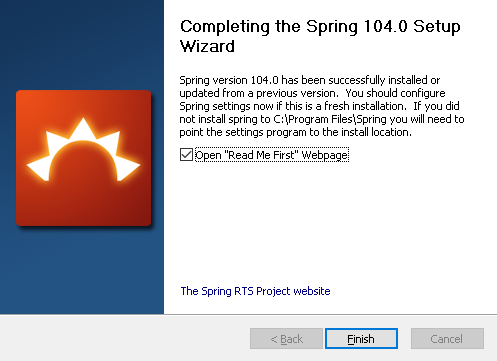 Completing the Spring 104.0 Setup
Wizard
Spring version 104.0 has been successfully installed or
updated from a previous version.  You should configure
Spring settings now if this is a fresh installation.  If you did
not install spring to C:\Program Files\Spring you will need to
point the settings program to the install location.
Open "Read Me First" Webpage
The Spring RTS Project website
< Back
Finish
Cancel